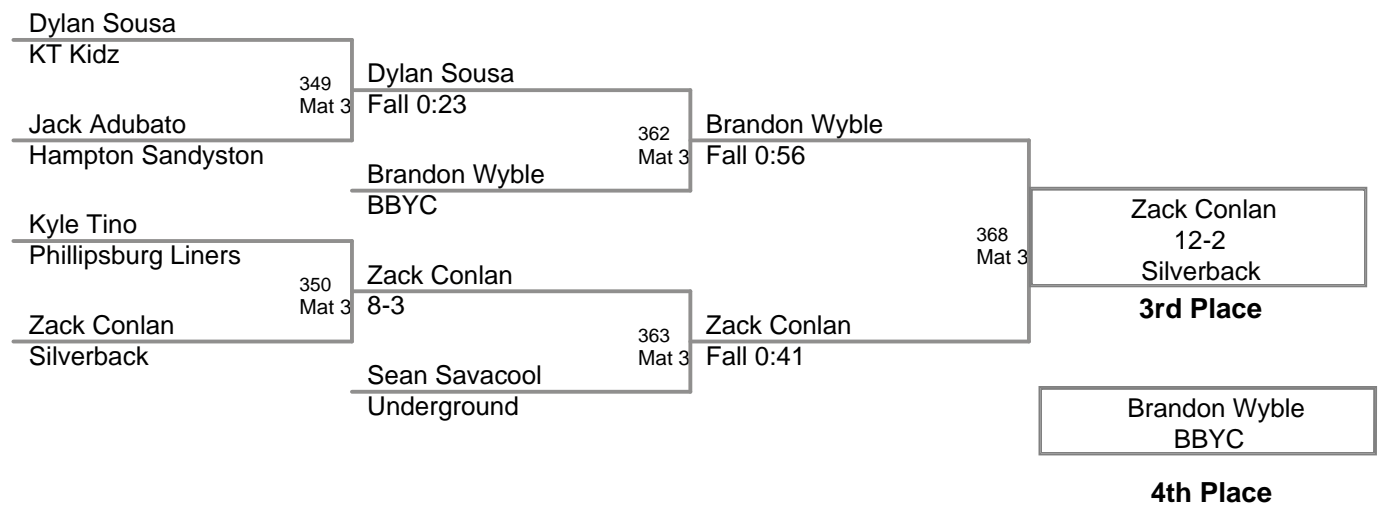 Dylan Sousa
KT Kidz
349
Mat 3
Dylan Sousa
Fall 0:23
Jack Adubato
Hampton Sandyston
362
Mat 3
Brandon Wyble
Fall 0:56
Brandon Wyble
BBYC
Kyle Tino
Phillipsburg Liners
368
Mat 3
Zack Conlan
12-2
Silverback
3rd Place
350
Mat 3
Zack Conlan
8-3
Zack Conlan
Silverback
363
Mat 3
Zack Conlan
Fall 0:41
Sean Savacool
Underground
Brandon Wyble
BBYC
4th Place